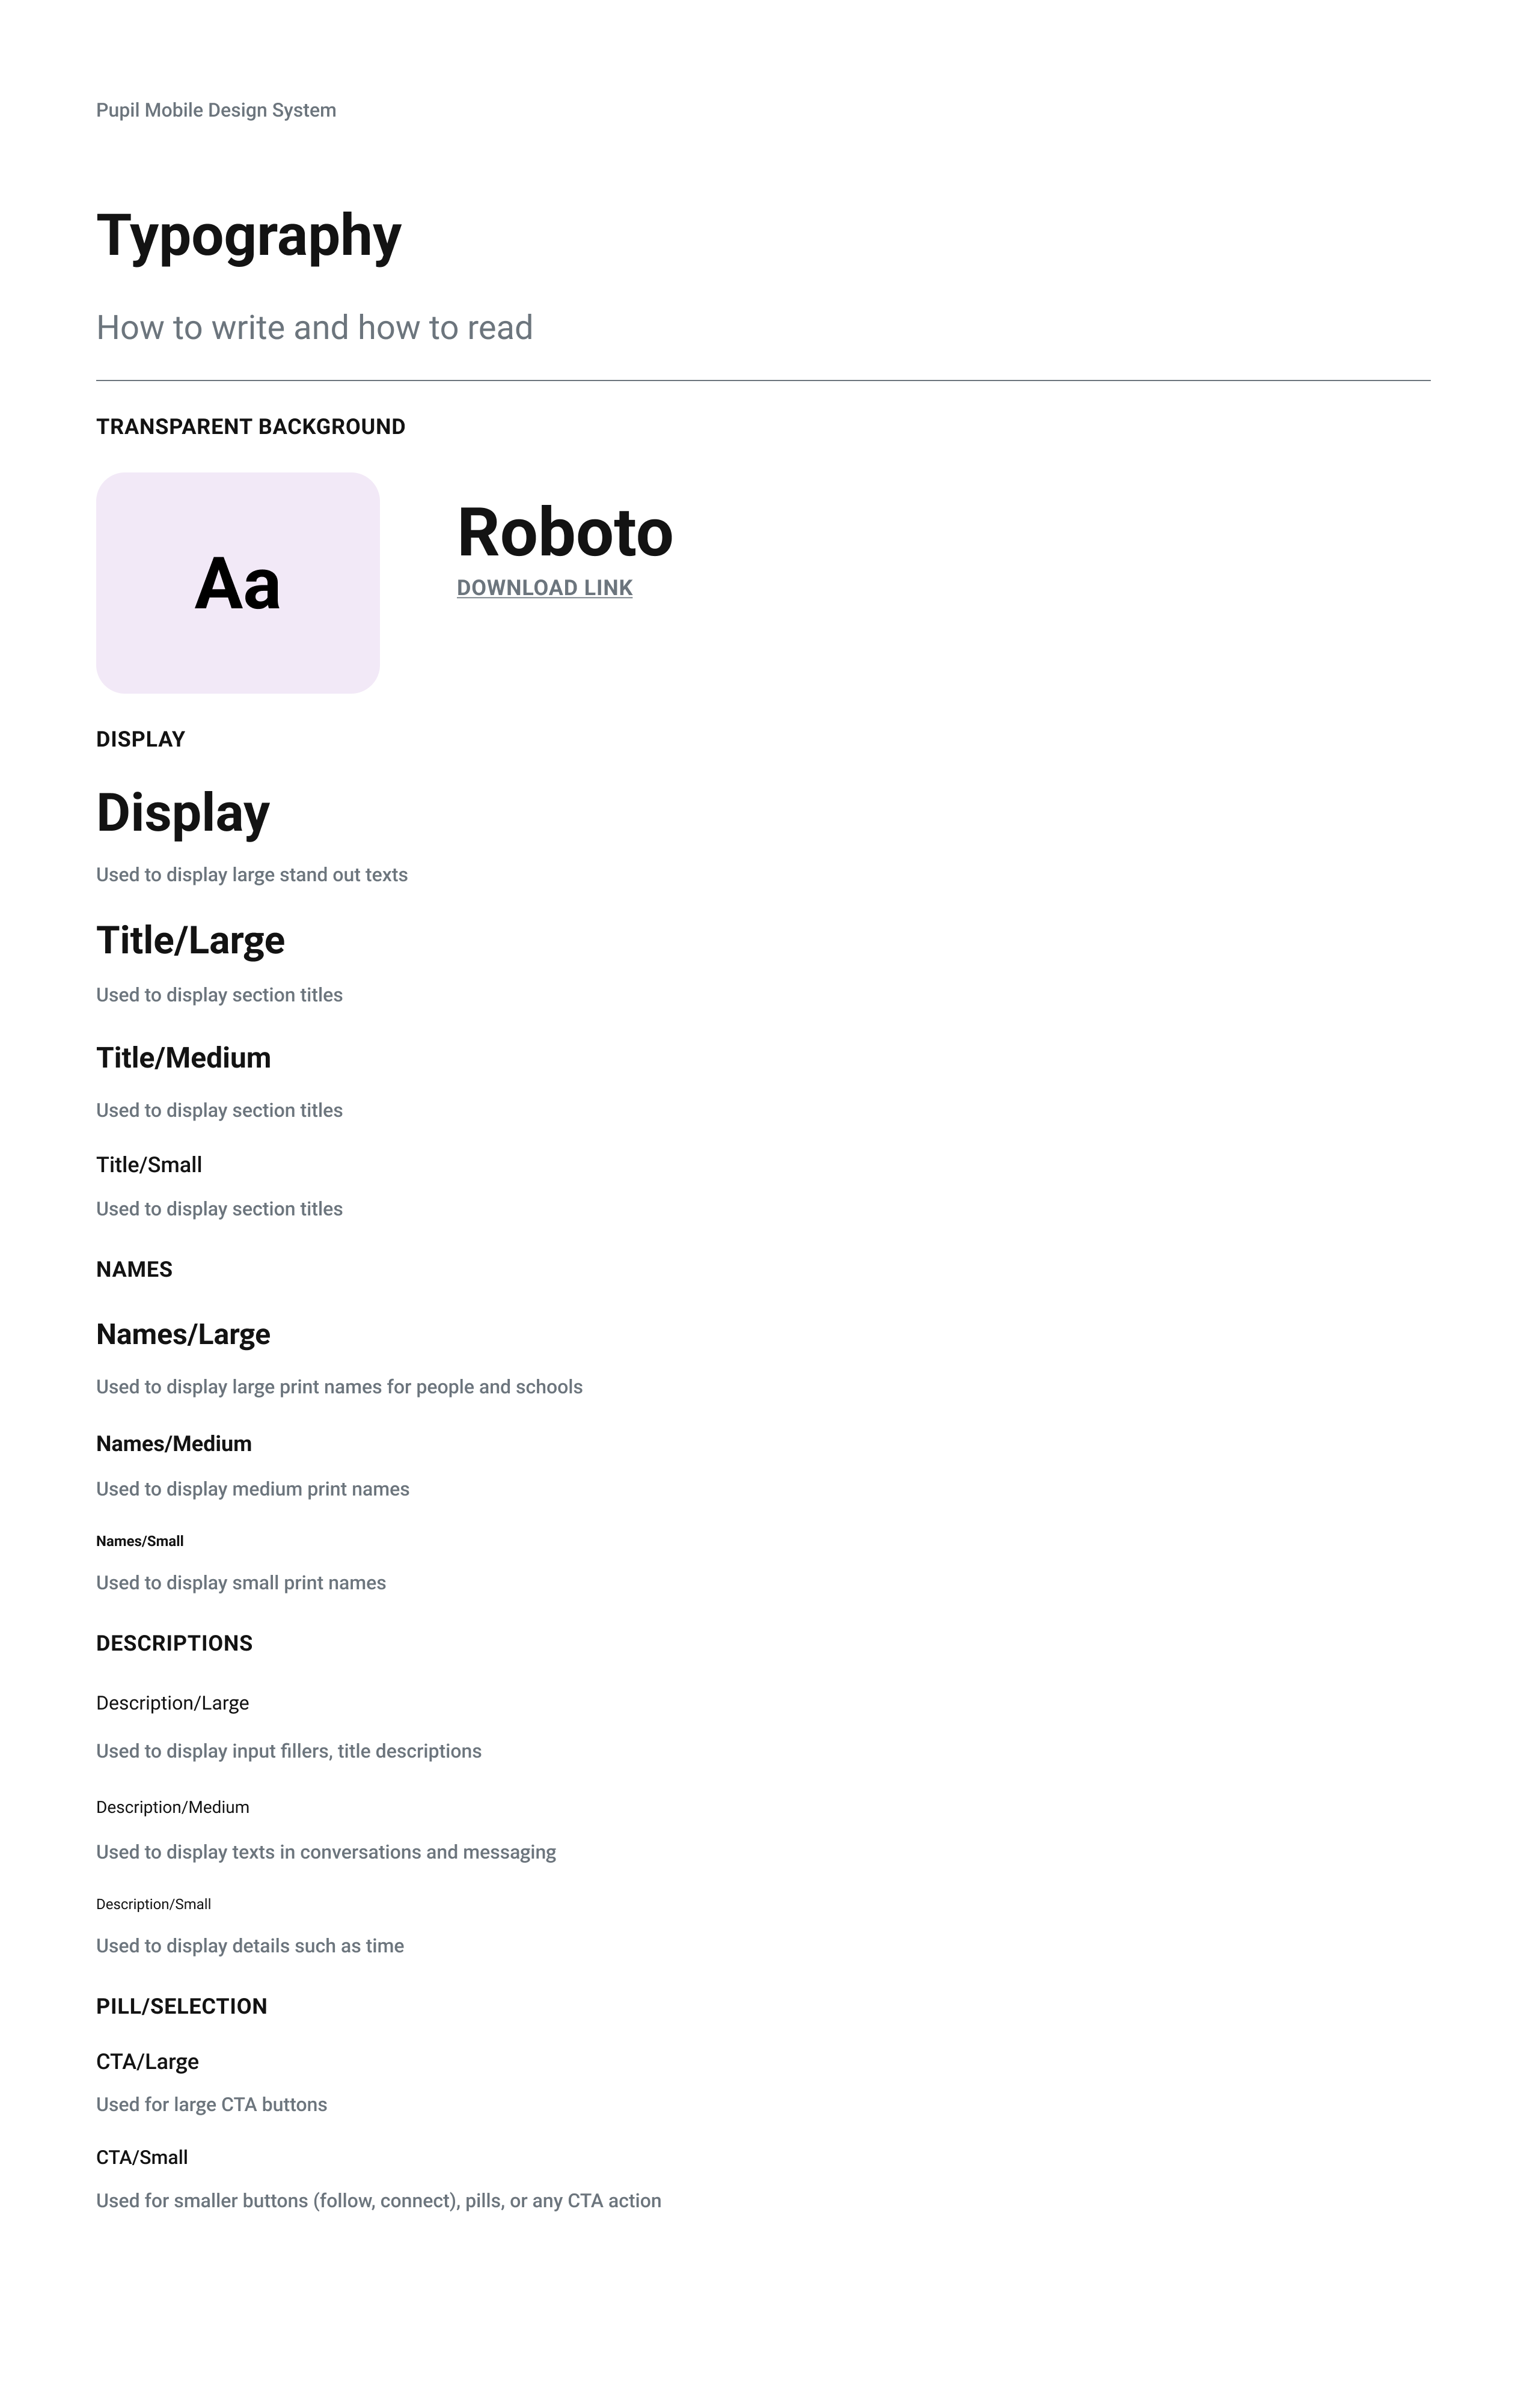 Pupil Mobile Design System
Typography
How to write and how to read
TRANSPARENT BACKGROUND
Aa
Roboto
DOWNLOAD LINK
DISPLAY
Display
Used to display large stand out texts
Title/Large
Used to display section titles
Title/Medium
Used to display section titles
Title/Small
Used to display section titles
NAMES
Names/Large
Used to display large print names for people and schools
Names/Medium
Used to display medium print names
Names/Small
Used to display small print names
DESCRIPTIONS
Description/Large
Used to display input fillers, title descriptions
Description/Medium
Used to display texts in conversations and messaging
Description/Small
Used to display details such as time
PILL/SELECTION
CTA/Large
Used for large CTA buttons
CTA/Small
Used for smaller buttons (follow, connect), pills, or any CTA action